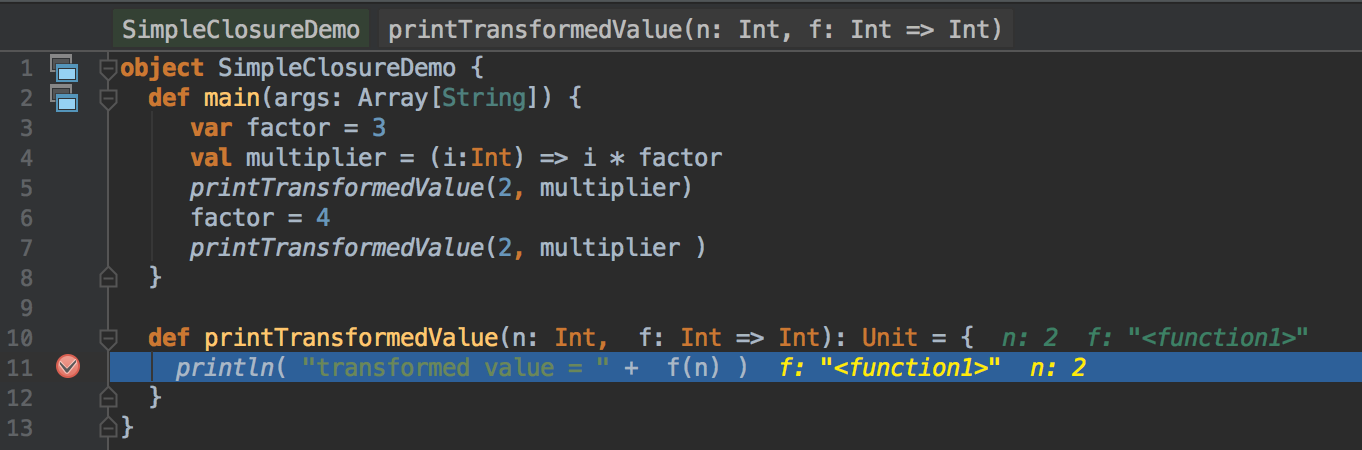 SimpleClosureDemo printTransformedValue(n: Int, f: Int => Int)
1 object SimpleClosureDemo {
2 def main(args: Array[String]) {
3 var factor = 3
4 val multiplier = (i:Int) => i * factor
5 printTransformedValue(2, multiplier)
6 factor = 4
7 printTransformedValue(2, multiplier )
8 }
9
10 def printTransformedValue(n: Int,  f: Int => Int): Unit = {  n: 2  f: "<function1>"
11 println( "transformed value = " +  f(n) )  f: "<function1>"  n: 2
12 }
13 }